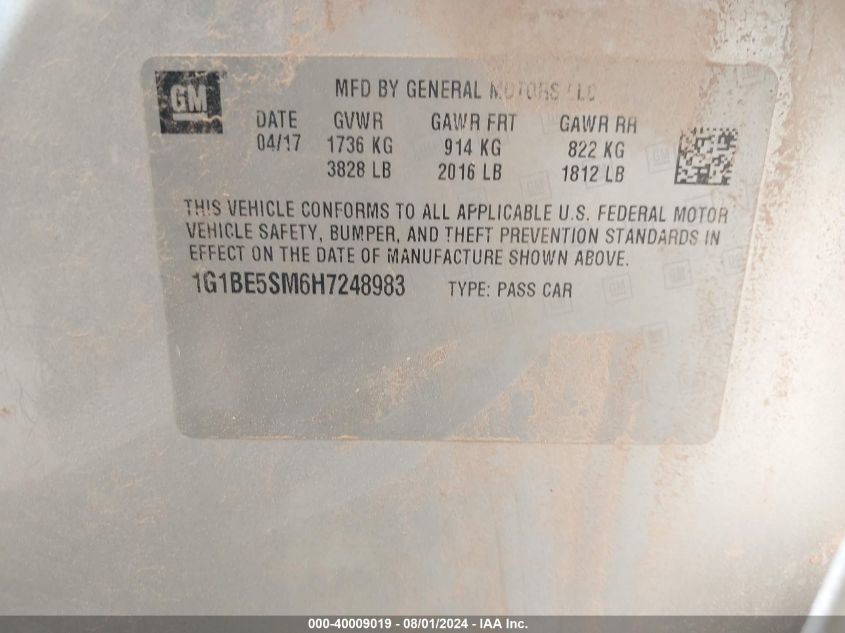 GM
MFD BY GENERAL MOTORS LLC
DATE GVWR GAWR FRT GAWR RR
04/17 1736 KG 914 KG 822 KG
3828 LB 2016 LB 1812 LB
THIS VEHICLE CONFORMS TO ALL APPLICABLE U.S. FEDERAL MOTOR
VEHICLE SAFETY, BUMPER, AND THEFT PREVENTION STANDARDS IN
EFFECT ON THE DATE OF MANUFACTURE SHOWN ABOVE.
1G1BE5SM6H7248983 TYPE: PASS CAR
000-40009019 - 08/01/2024 - IAA, Inc.